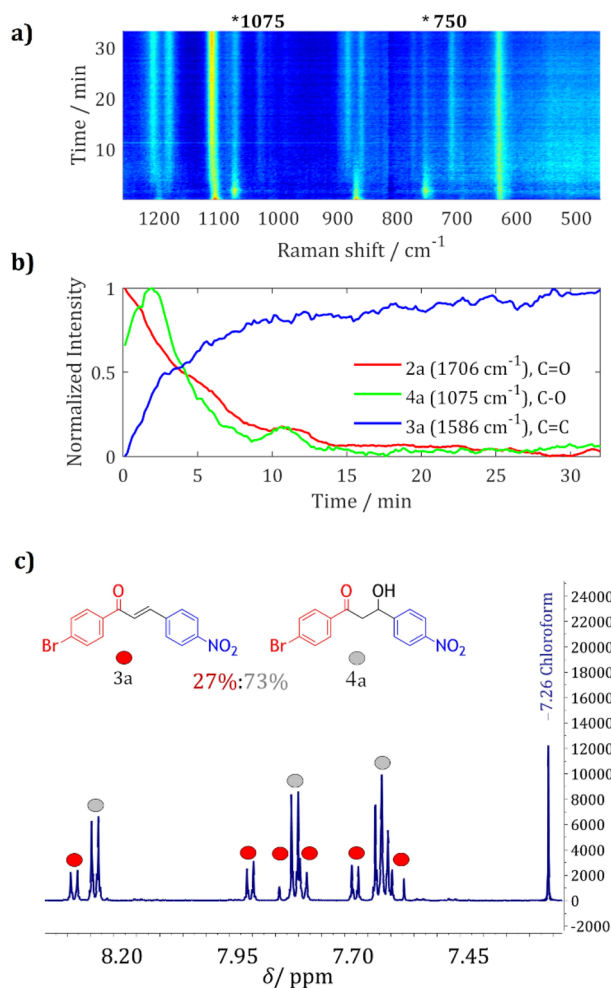 a)
*1075
*750
Time / min
30
20
10
1200
1100
1000
900
800
700
600
500
Raman shift / cm-1
b)
Normalized Intensity
1
0.5
0
2a (1706 cm-1), C=O
4a (1075 cm-1), C-O
3a (1586 cm-1), C=C
0
5
10
15
20
25
30
Time / min
c)
O
Br
NO2
3a
27%:73%
O
OH
Br
NO2
4a
-7.26 Chloroform
24000
22000
20000
18000
16000
14000
12000
10000
8000
6000
4000
2000
0
-2000
8.20
7.95
7.70
7.45
δ/ ppm